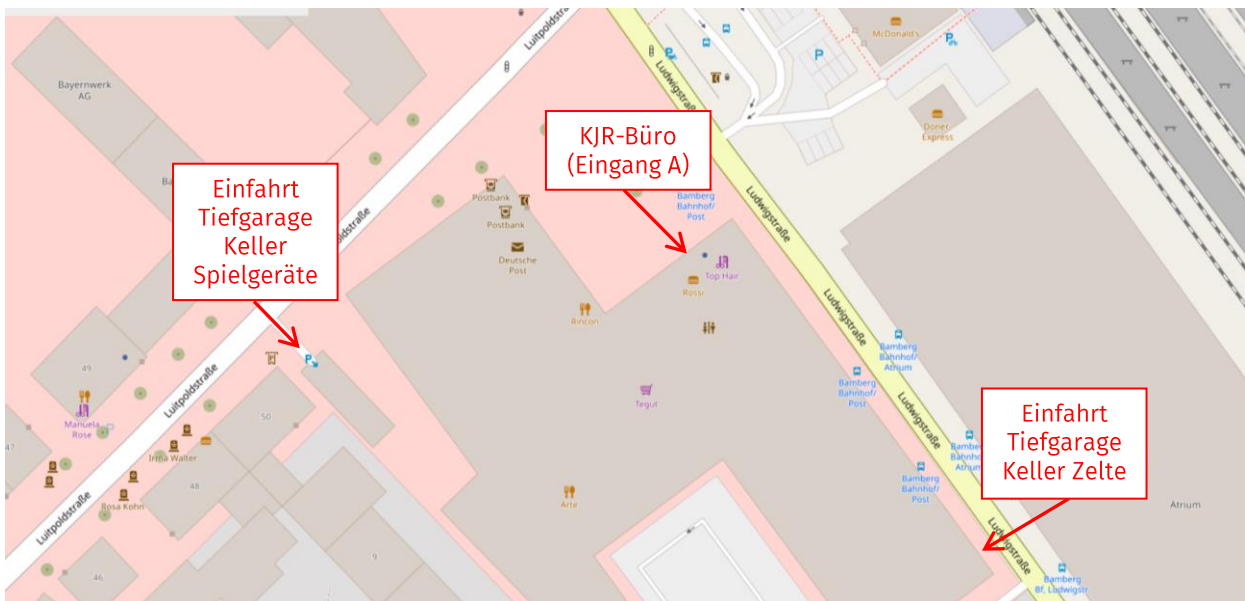 Luitpoldstraße
McDonald's
P
Bayernwerk
AG
Ludwigstraße
Döner
Express
KJR-Büro
(Eingang A)
Einfahrt
Tiefgarage
Keller
Spielgeräte
Postbank
Postbank
Deutsche
Post
Bamberg
Bahnhof/
Post
Ludwigstraße
Top Hair
Rossi
Rincon
Ludwigstraße
Bamberg
Bahnhof/
Atrium
P
49
Luitpoldstraße
Manuela
Rose
Tegut
Bamberg
Bahnhof/
Post
Ludwigstraße
Einfahrt
Tiefgarage
Keller Zelte
50
47
Irma Walter
Bamberg
Atrium
Bamberg
Bahnhof/
Post
48
Rosa Kohn
Arte
Atrium
Luitpoldstraße
Ludwigstraße
9
46
Bamberg
Bf. Ludwigstr